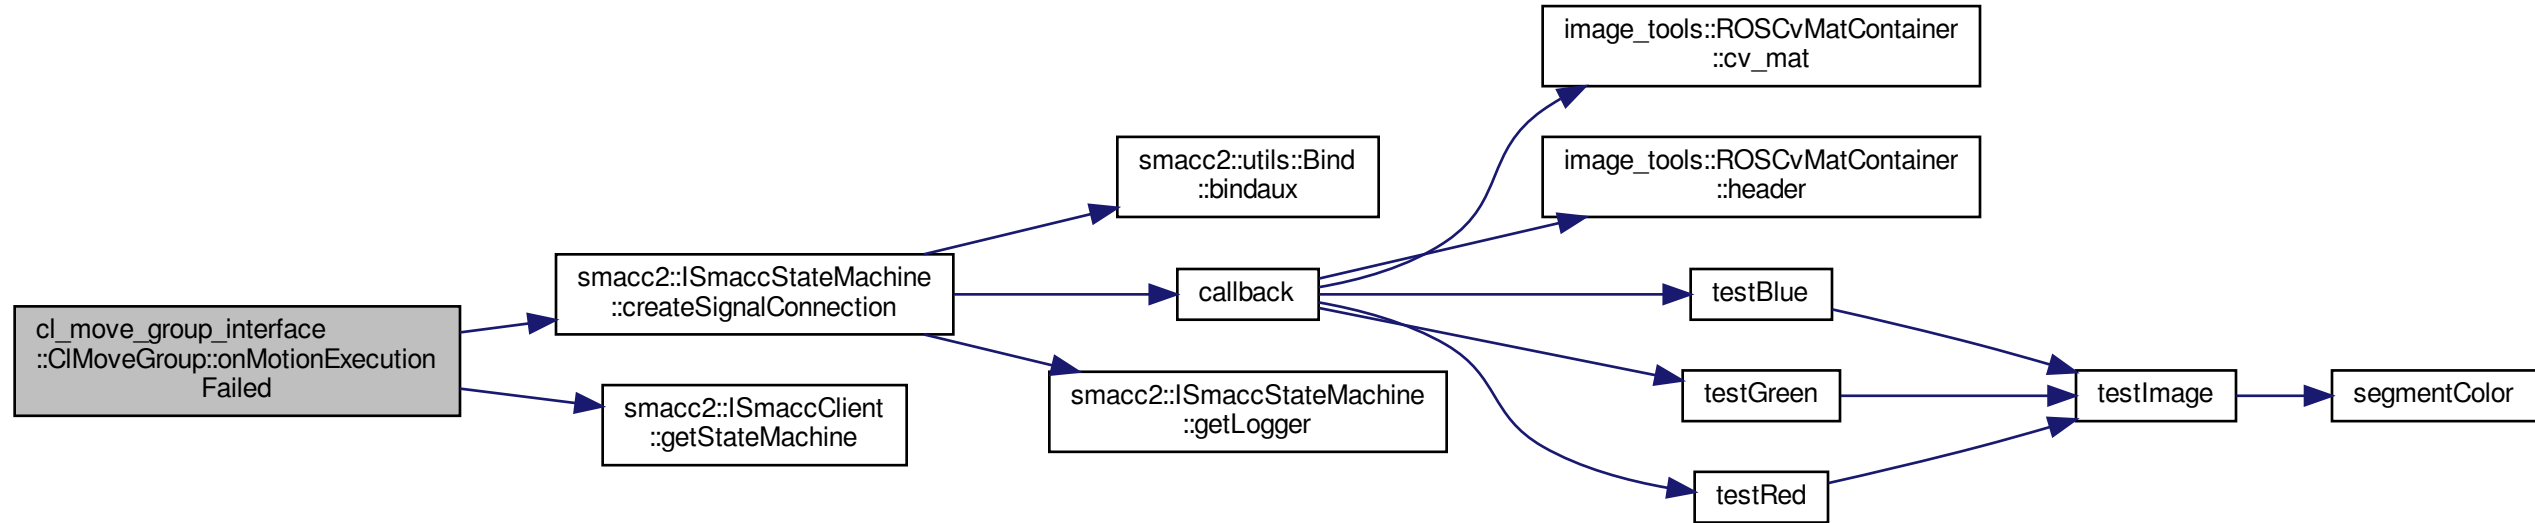 cl_move_group_interface
::ClMoveGroup::onMotionExecution
Failed
smacc2::ISmaccStateMachine
::createSignalConnection
smacc2::ISmaccClient
::getStateMachine
smacc2::utils::Bind
::bindaux
callback
smacc2::ISmaccStateMachine
::getLogger
image_tools::ROSCvMatContainer
::cv_mat
image_tools::ROSCvMatContainer
::header
testBlue
testGreen
testRed
testImage
segmentColor